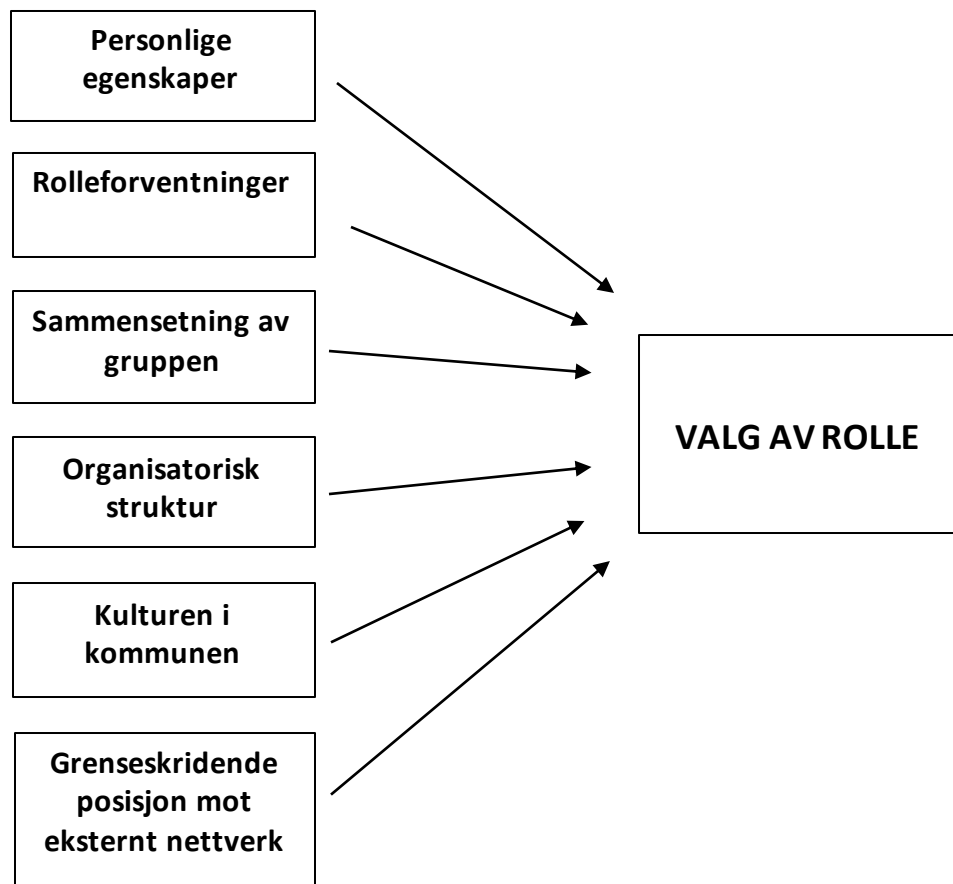 Personlige
egenskaper
Rolleforventninger
Sammensetning av
gruppen
Organisatorisk
struktur
Kulturen i
kommunen
Grenseskridende
posisjon mot
eksternt nettverk
VALG AV ROLLE